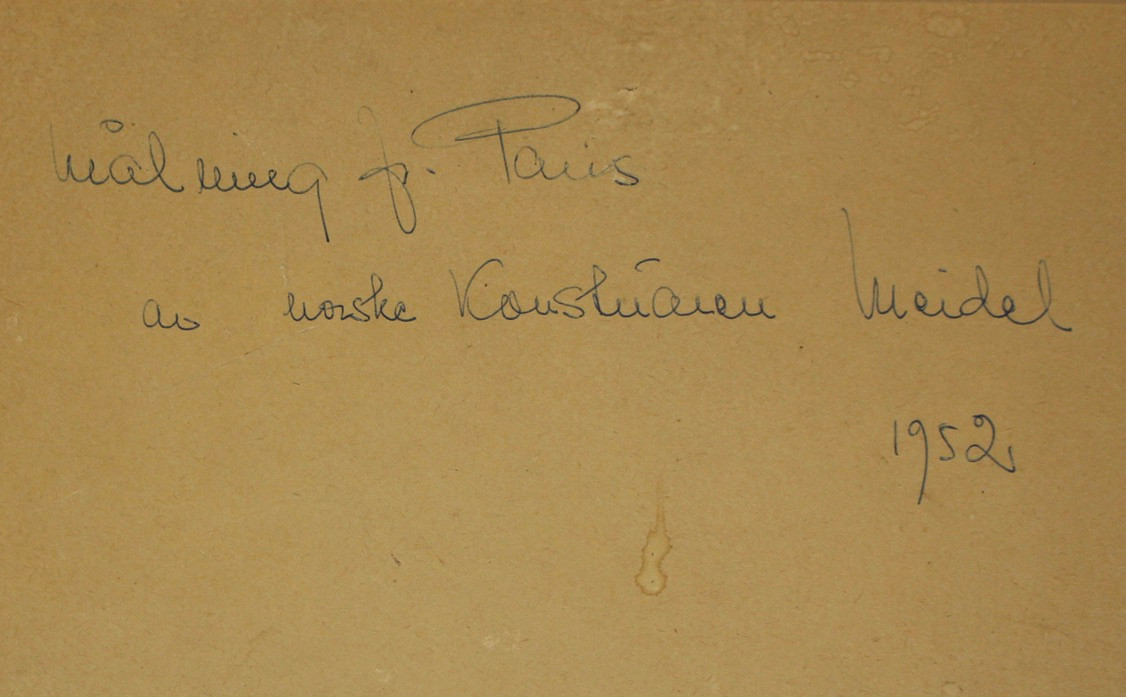 Målning fr. Paris
av norske Konstnären Meidel
1952